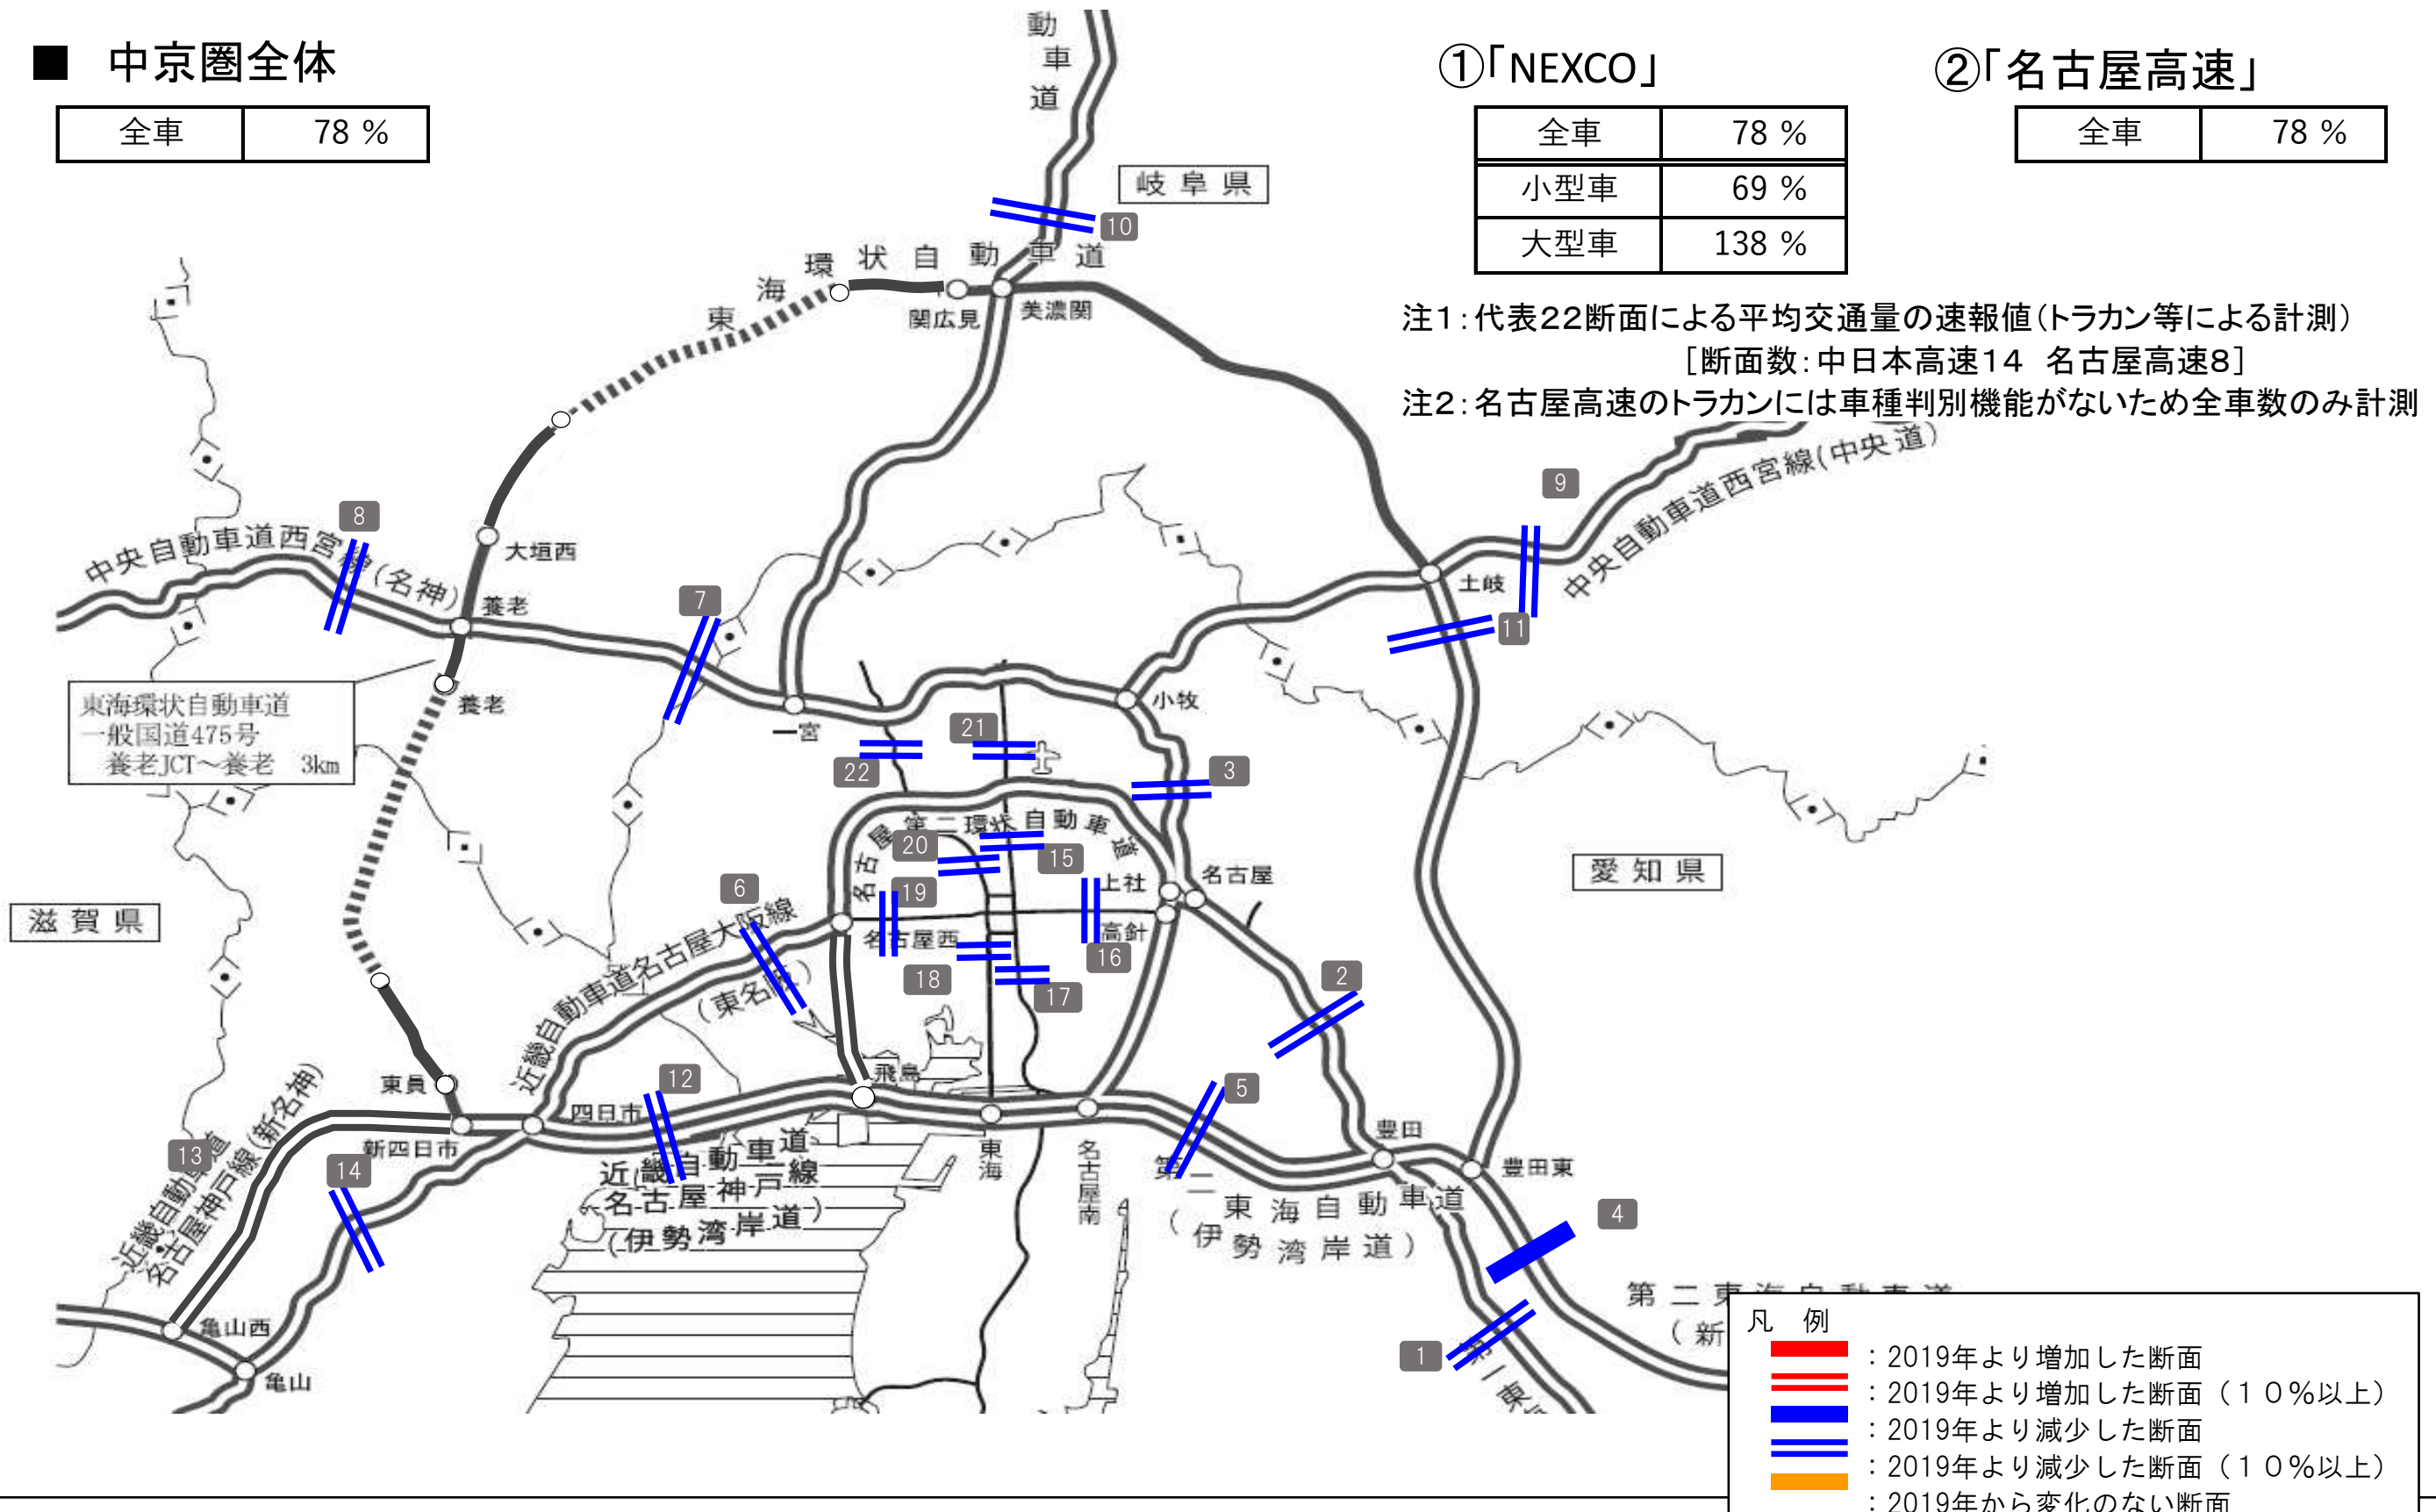 ■ 中京圏全体
全車 78 %
①「NEXCO」
全車 78 %
小型車 69 %
大型車 138 %
②「名古屋高速」
全車 78 %
注1：代表22断面による平均交通量の速報値（トラカン等による計測）
［断面数：中日本高速14　名古屋高速8］
注2：名古屋高速のトラカンには車種判別機能がないため全車数のみ計測
動車道
岐阜県
10
東海環状自動車道
関広見
美濃関
9
中央自動車道西宮線(中央道)
8
中央自動車道西宮線(名神)
大垣西
養老
7
土岐
11
東海環状自動車道
一般国道475号
養老JCT～養老　3km
養老
一宮
小牧
21
22
3
名古屋第二環状自動車道
20
15
19
上社
名古屋
愛知県
滋賀県
6
近畿自動車道名古屋大阪線
(東名阪)
名古屋西
高針
16
18
17
2
飛島
東員
12
四日市
5
新四日市
13
14
近畿自動車道
名古屋神戸線(新名神)
近畿自動車道
名古屋神戸線
(伊勢湾岸道)
東海
名古屋南
豊田
豊田東
第二東海自動車道
(伊勢湾岸道)
4
亀山西
亀山
第二東海自動車道
(新
1
第一東
凡　例
：2019年より増加した断面
：2019年より増加した断面（１０%以上）
：2019年より減少した断面
：2019年より減少した断面（１０%以上）
：2019年から変化のない断面